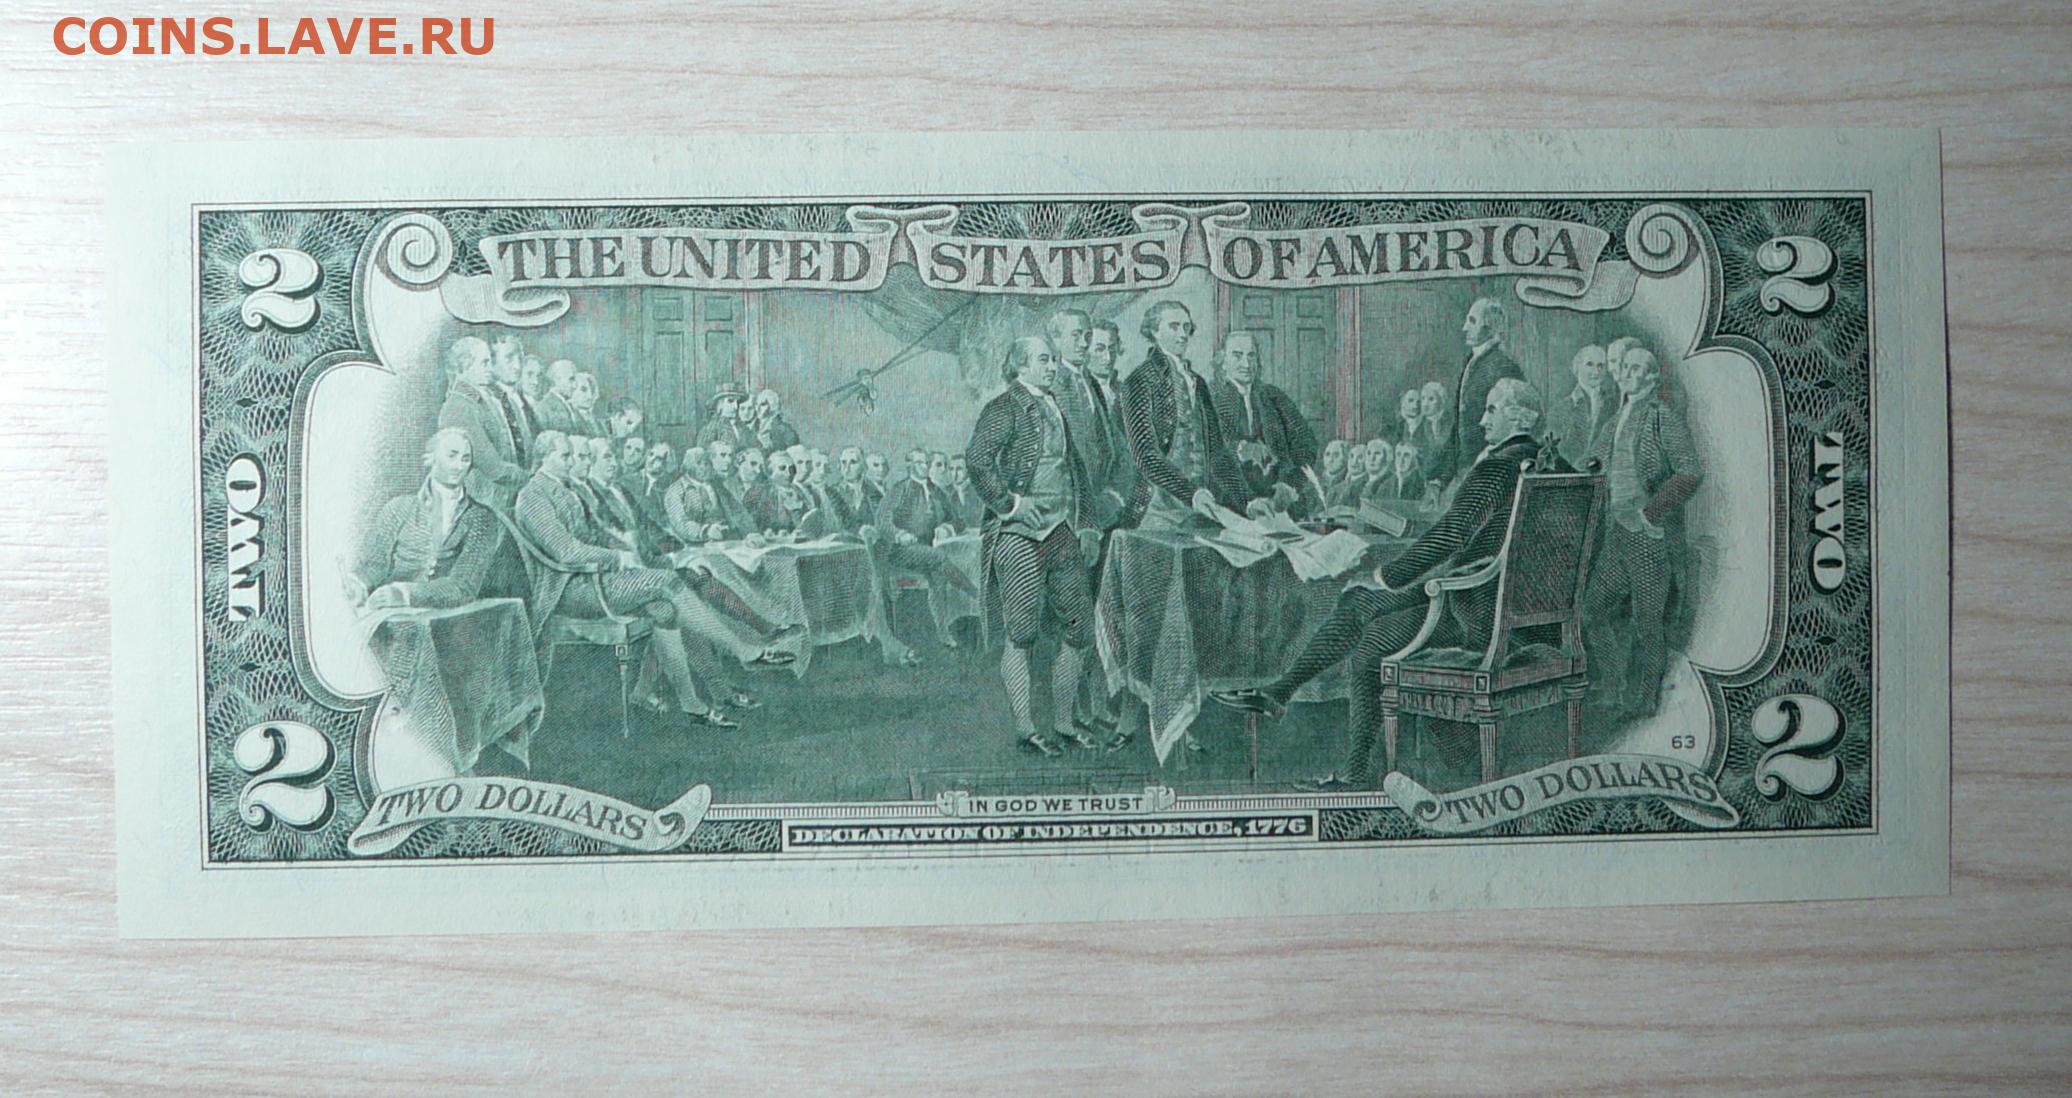 COINS.LAVE.RU
THE UNITED STATES OF AMERICA
2 2
TWO TWO
2 2
63
TWO DOLLARS TWO DOLLARS
IN GOD WE TRUST
DECLARATION OF INDEPENDENCE, 1776